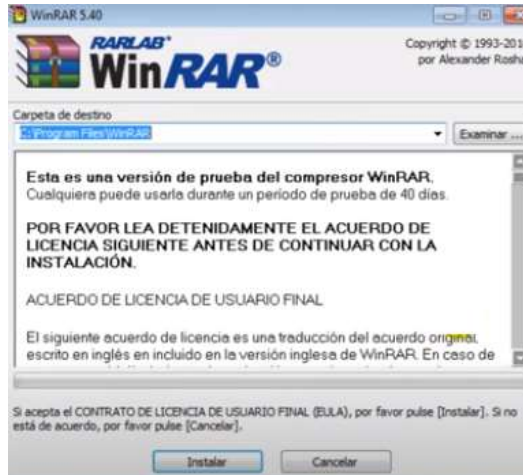 WinRAR 5.40
RARLAB®
WinRAR®
Copyright © 1993-201
por Alexander Rosha
Carpeta de destino
C:\Program Files\WinRAR
Examinar ...
Esta es una versión de prueba del compresor WinRAR.
Cualquiera puede usarla durante un período de prueba de 40 días.
POR FAVOR LEA DETENIDAMENTE EL ACUERDO DE
LICENCIA SIGUIENTE ANTES DE CONTINUAR CON LA
INSTALACIÓN.
ACUERDO DE LICENCIA DE USUARIO FINAL
El siguiente acuerdo de licencia es una traducción del acuerdo original,
escrito en inglés en incluido en la versión inglesa de WinRAR. En caso de
Si acepta el CONTRATO DE LICENCIA DE USUARIO FINAL (EULA), por favor pulse [Instalar]. Si no
está de acuerdo, por favor pulse [Cancelar].
Instalar
Cancelar